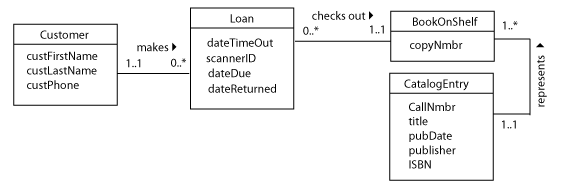 Customer
custFirstName
custLastName
custPhone
makes
1..1
0..*
Loan
dateTimeOut
scannerID
dateDue
dateReturned
checks out
0..*
1..1
BookOnShelf
copyNmbr
1..*
represents
1..1
CatalogEntry
CallNmbr
title
pubDate
publisher
ISBN